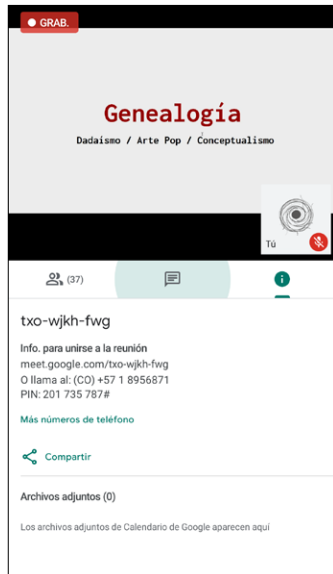 GRAB.
Genealogía
Dadaismo / Arte Pop / Conceptualismo
Tú
(37)
txo-wjkh-fwg
Info. para unirse a la reunión
meet.google.com/txo-wjkh-fwg
O llama al: (CO) +57 1 8956871
PIN: 201 735 787#
Más números de teléfono
Compartir
Archivos adjuntos (0)
Los archivos adjuntos de Calendario de Google aparecen aquí